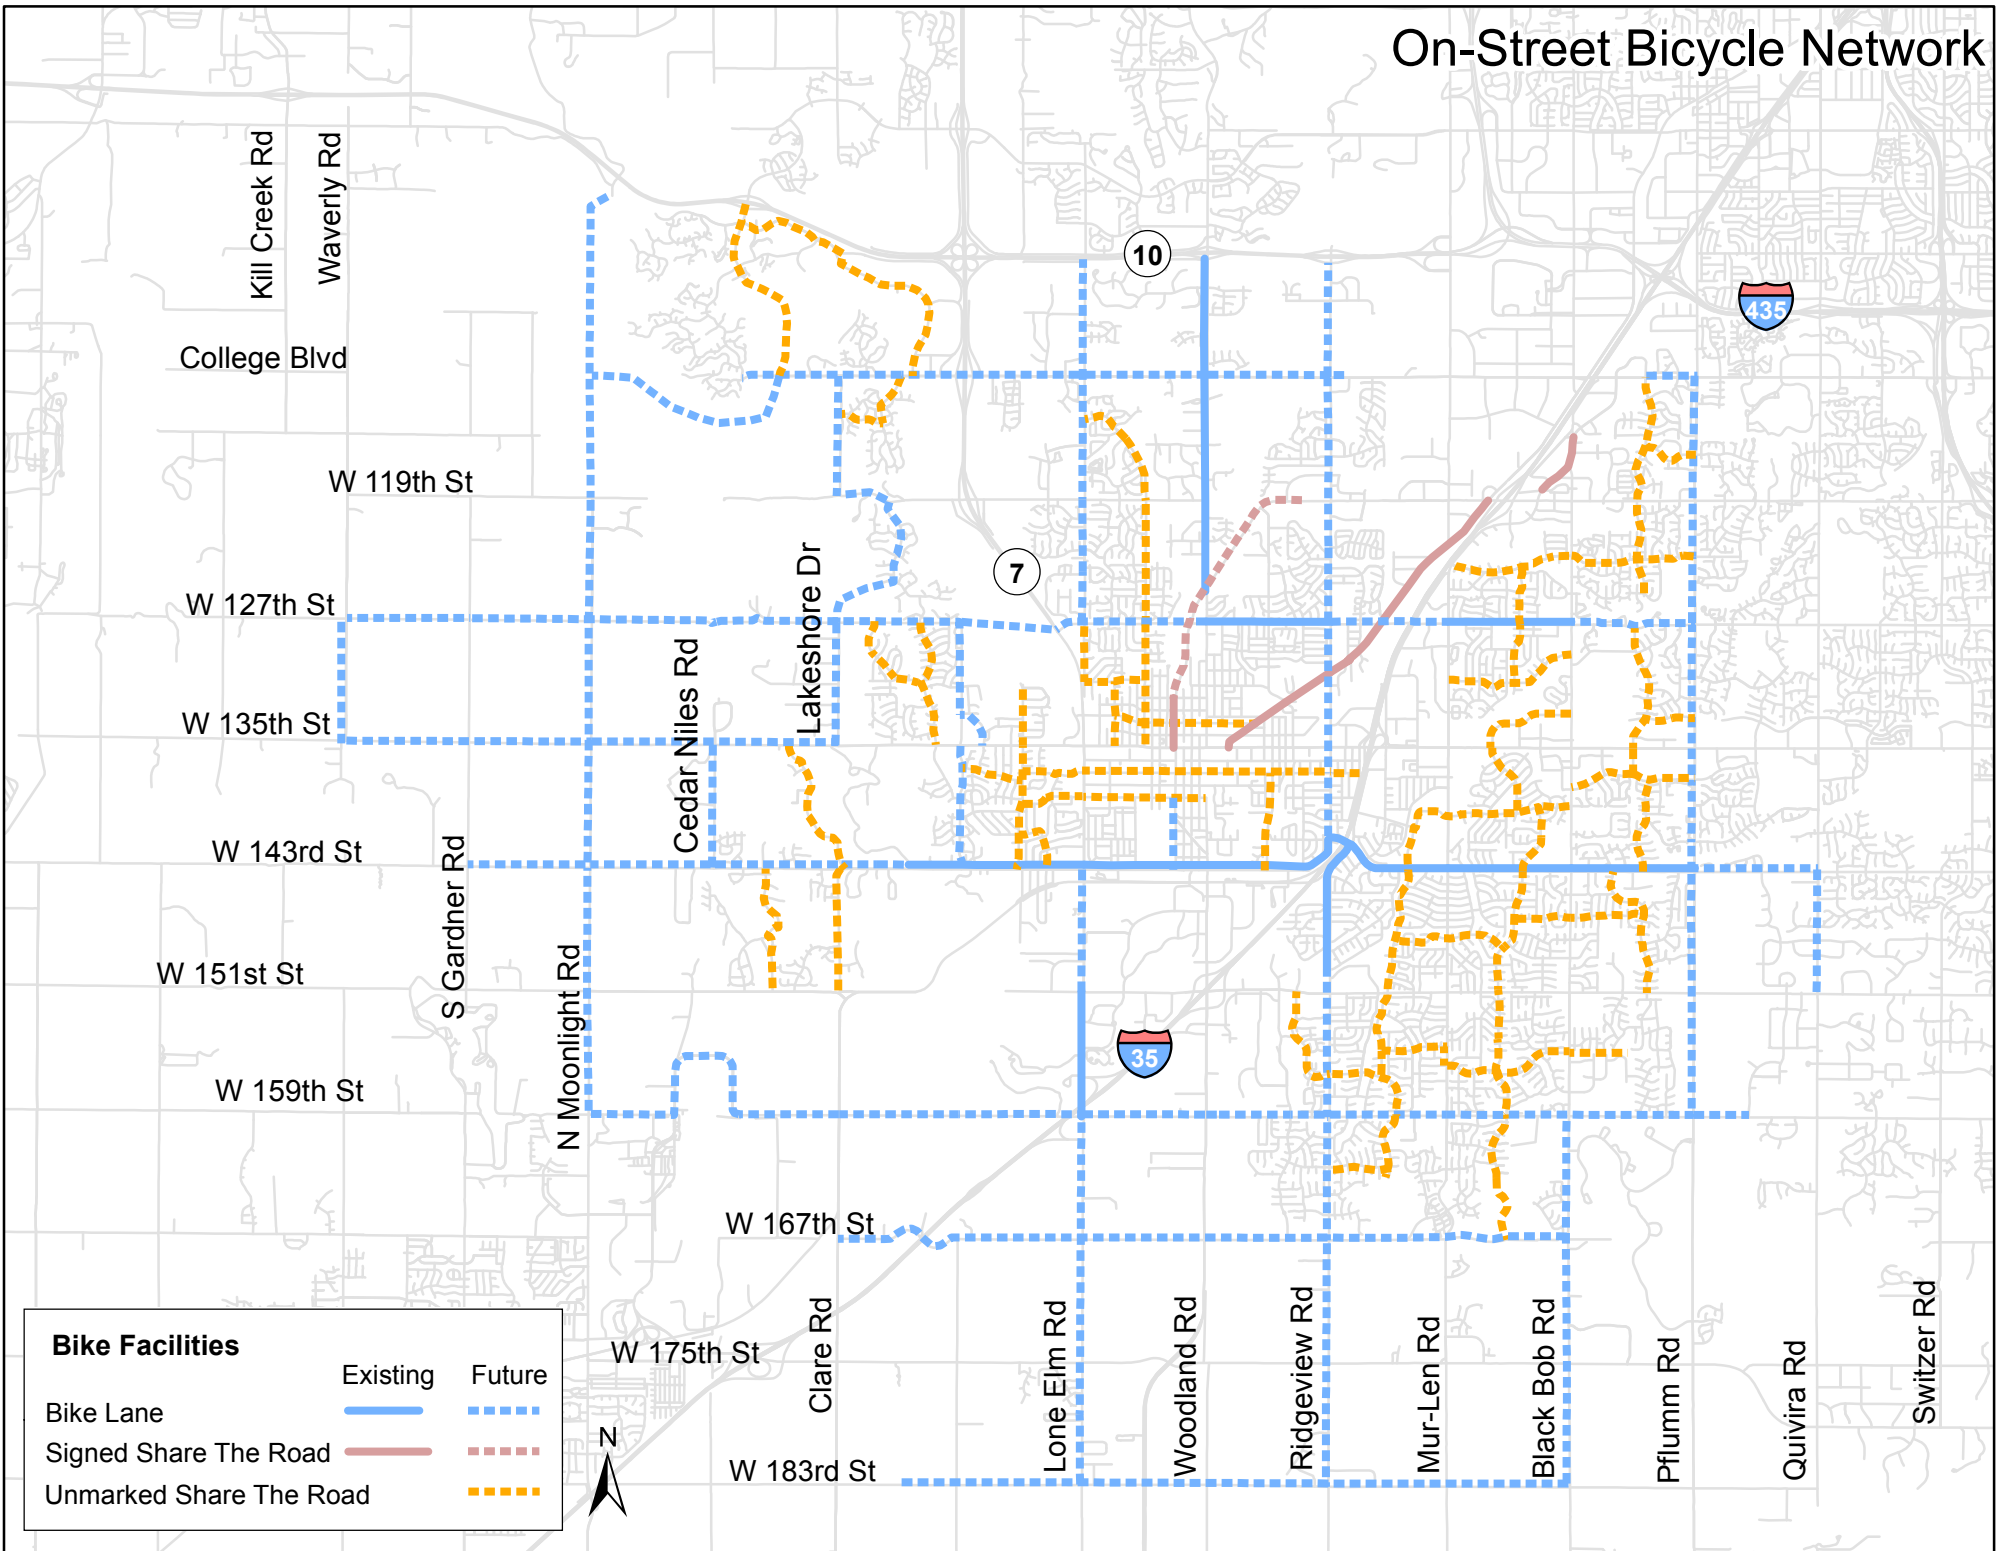 On-Street Bicycle Network
Kill Creek Rd
Waverly Rd
10
435
College Blvd
W 119th St
7
Lakeshore Dr
W 127th St
Cedar Niles Rd
W 135th St
W 143rd St
S Gardner Rd
N Moonlight Rd
W 151st St
35
W 159th St
W 167th St
Clare Rd
Lone Elm Rd
Woodland Rd
Ridgeview Rd
Mur-Len Rd
Black Bob Rd
Pflumm Rd
Quivira Rd
Switzer Rd
W 175th St
W 183rd St
Bike Facilities
Existing Future
Bike Lane
Signed Share The Road
Unmarked Share The Road
N